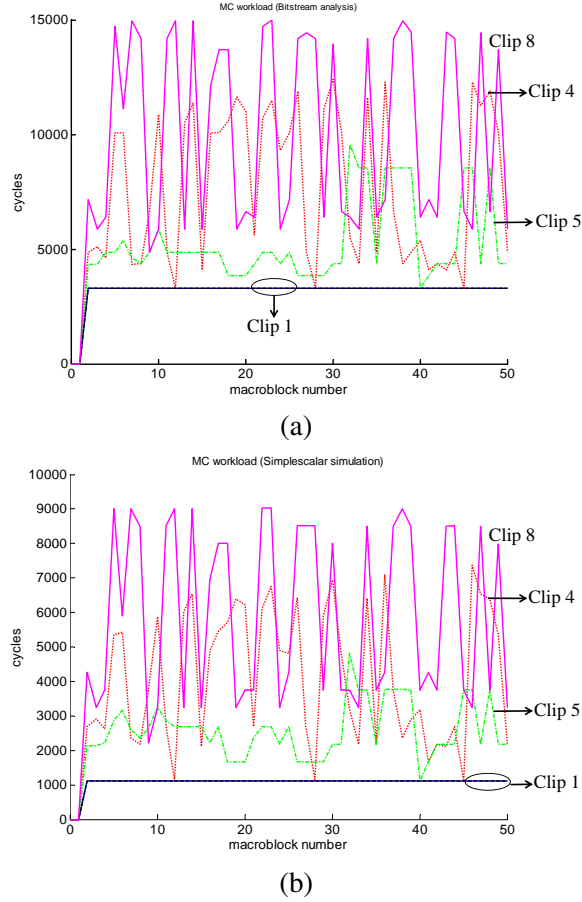 MC workload (Bitstream analysis)
15000
Clip 8
Clip 4
10000
cycles
Clip 5
5000
Clip 1
0
0 10 20 30 40 50
macroblock number
(a)
MC workload (Simplescalar simulation)
10000
9000
Clip 8
8000
7000
Clip 4
6000
cycles
5000
4000
Clip 5
3000
2000
Clip 1
1000
0
0 10 20 30 40 50
macroblock number
(b)